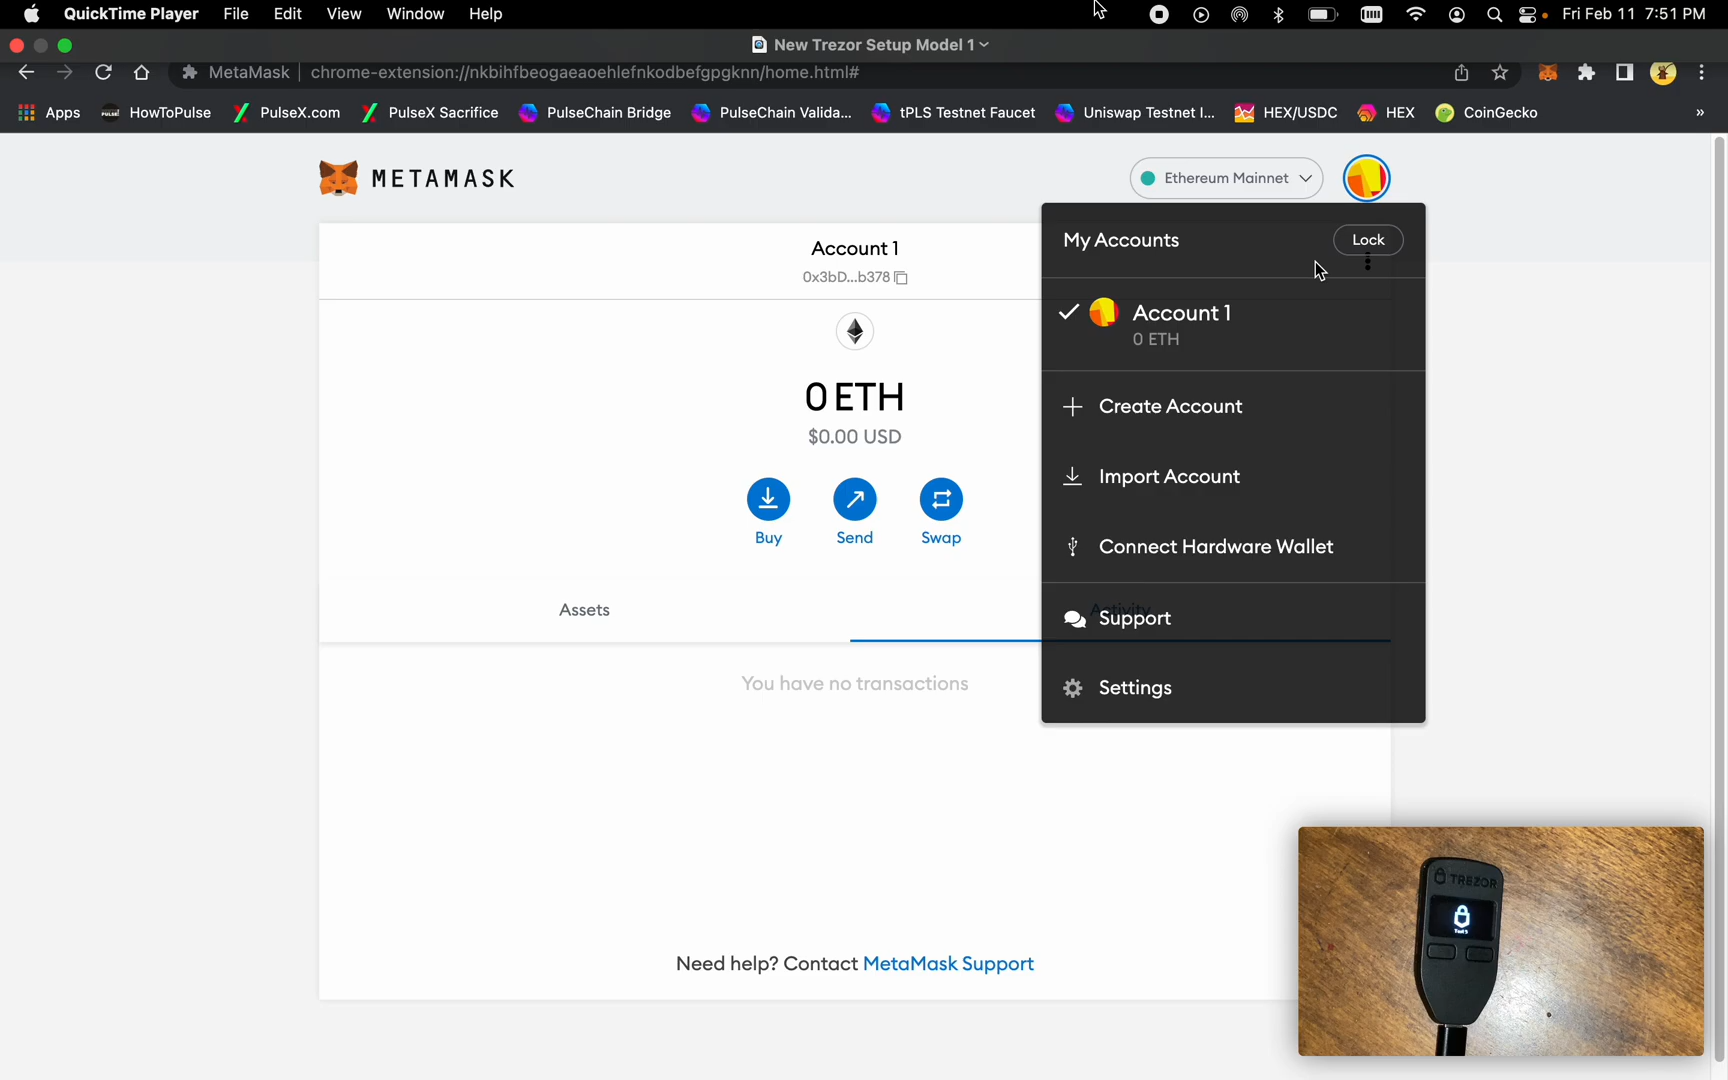 QuickTime Player File Edit View Window Help Fri Feb 11 7:51 PM
New Trezor Setup Model 1
MetaMask chrome-extension://nkbihfbeogaeaoehlefnkodbefgpgknn/home.html#
Apps HowToPulse PulseX.com PulseX Sacrifice PulseChain Bridge PulseChain Valida... tPLS Testnet Faucet Uniswap Testnet I... HEX/USDC HEX CoinGecko »
METAMASK
Ethereum Mainnet
Account 1
0x3bD...b378
0 ETH
$0.00 USD
Buy Send Swap
Assets
Activity
You have no transactions
Need help? Contact MetaMask Support
My Accounts Lock
Account 1
0 ETH
Create Account
Import Account
Connect Hardware Wallet
Support
Settings
TREZOR